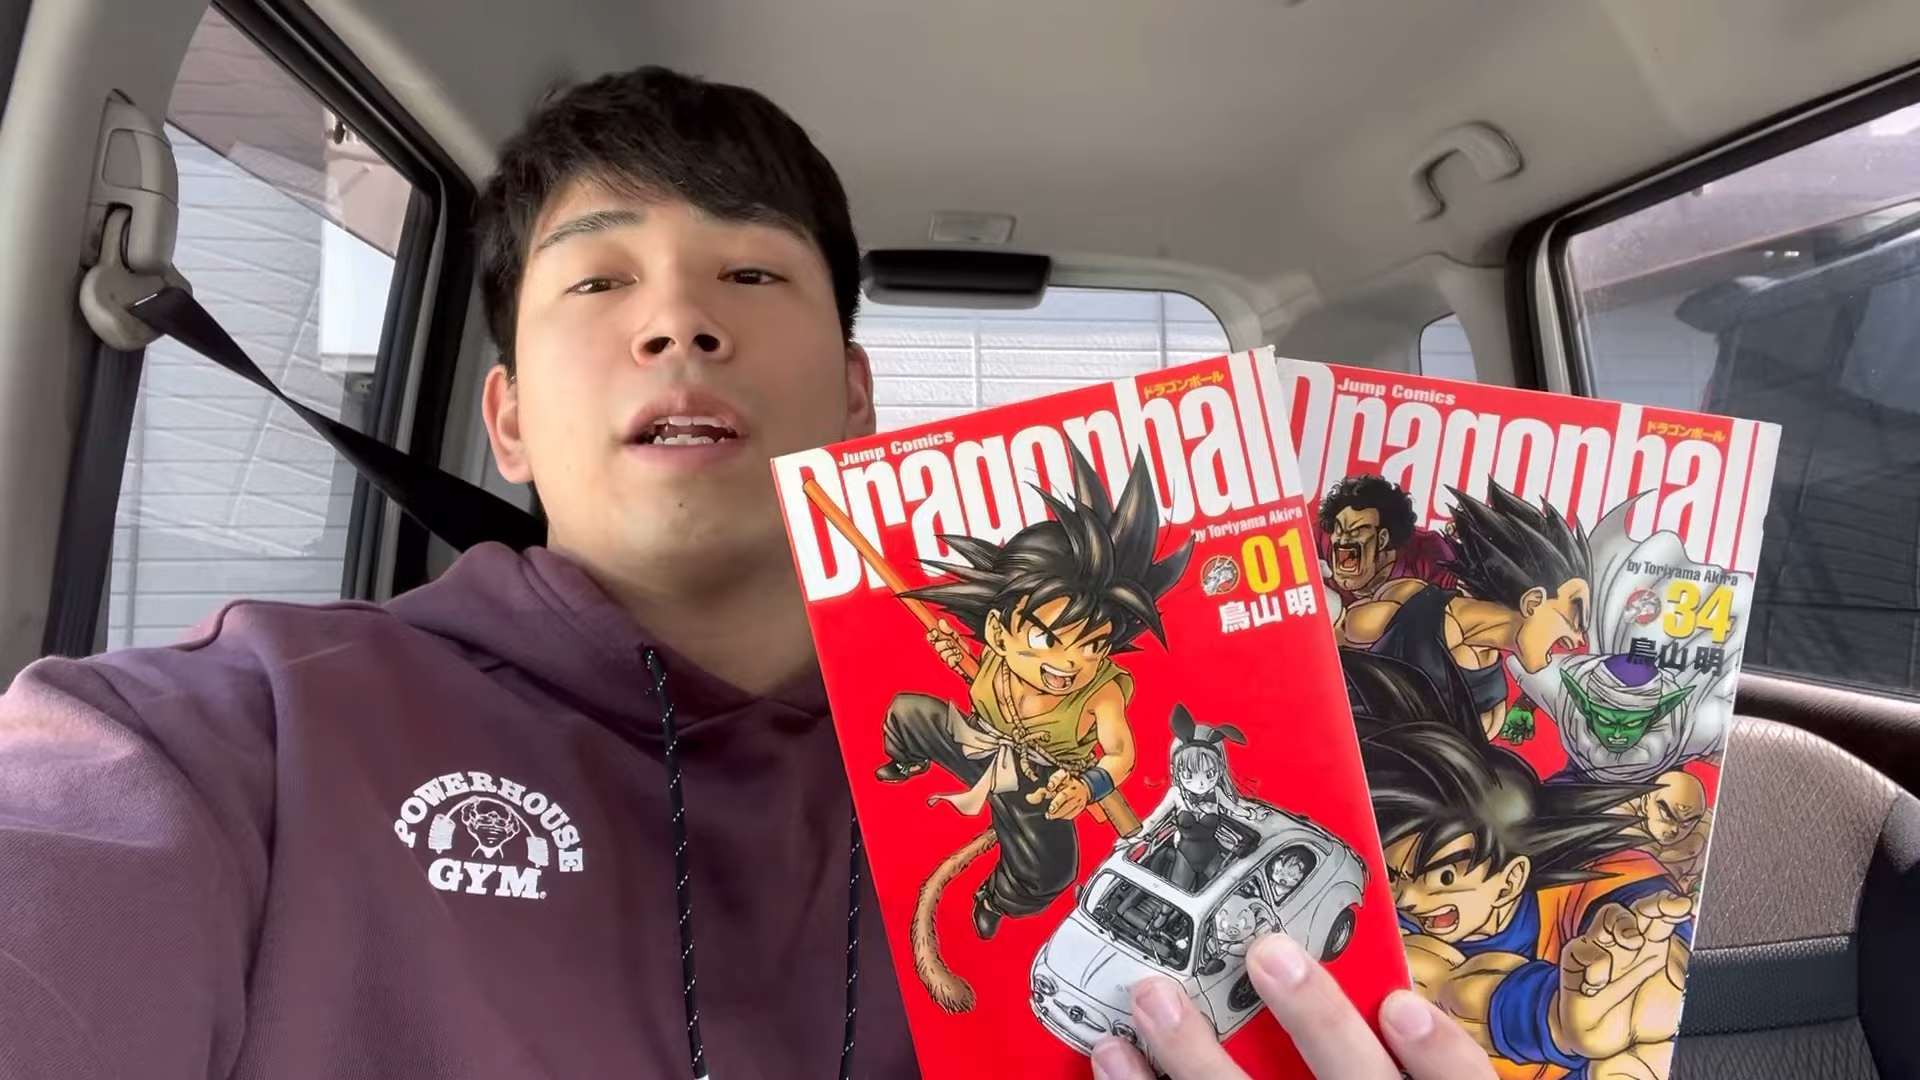 Jump Comics
ドラゴンボール
Dragonball
by Toriyama Akira
01
鳥山明
Jump Comics
ドラゴンボール
Dragonball
by Toriyama Akira
34
鳥山明
POWERHOUSE
GYM